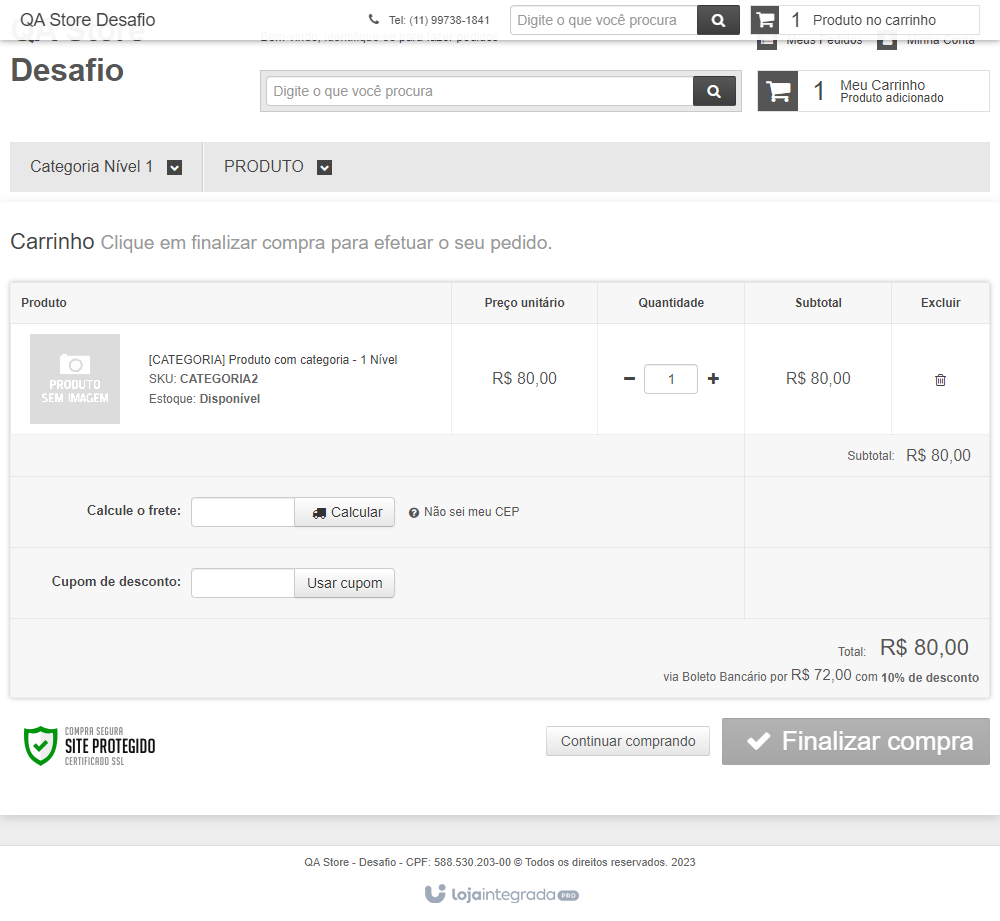 QA Store Desafio
Tel: (11) 99738-1841
Digite o que você procura
1 Produto no carrinho
QA Store
Desafio
Meus Pedidos
Minha Conta
Digite o que você procura
1
Meu Carrinho
Produto adicionado
Categoria Nível 1
PRODUTO
Carrinho Clique em finalizar compra para efetuar o seu pedido.
Produto Preço unitário Quantidade Subtotal Excluir
PRODUTO
SEM IMAGEM
[CATEGORIA] Produto com categoria - 1 Nível
SKU: CATEGORIA2
Estoque: Disponível
R$ 80,00
1
R$ 80,00
Subtotal: R$ 80,00
Calcule o frete: Calcular Não sei meu CEP
Cupom de desconto: Usar cupom
Total: R$ 80,00
via Boleto Bancário por R$ 72,00 com 10% de desconto
COMPRA SEGURA
SITE PROTEGIDO
CERTIFICADO SSL
Continuar comprando
Finalizar compra
QA Store - Desafio - CPF: 588.530.203-00 © Todos os direitos reservados. 2023
lojaintegrada PRO